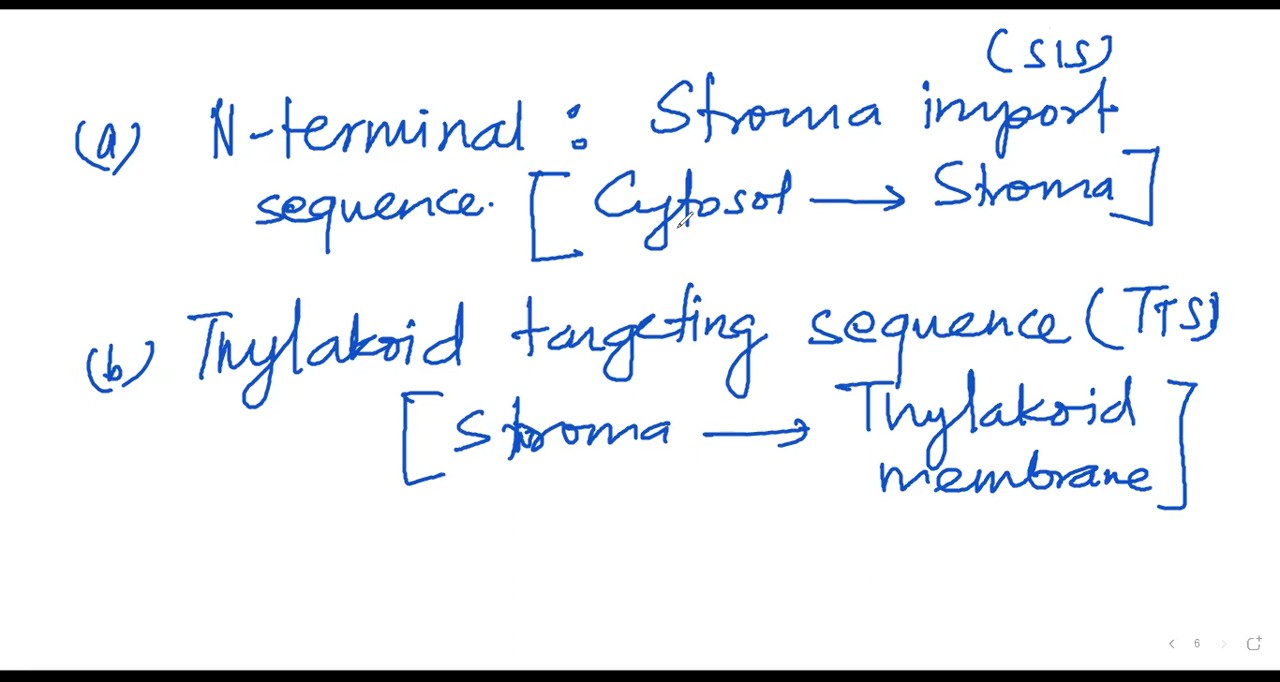 (SIS)
(a) N-terminal : Stroma import
sequence. [Cytosol → Stroma]
(b) Thylakoid targeting sequence (TTS)
[Stroma → Thylakoid
membrane]
6